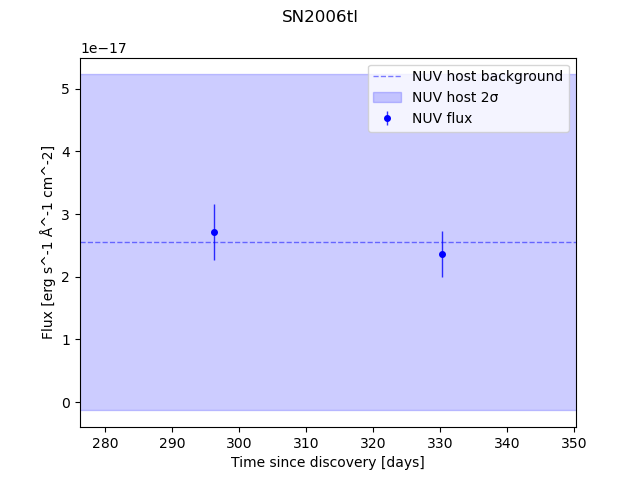 SN2006tl
1e−17
NUV host background
NUV host 2σ
NUV flux
5
4
3
2
1
0
Flux [erg s^-1 Å^-1 cm^-2]
280 290 300 310 320 330 340 350
Time since discovery [days]